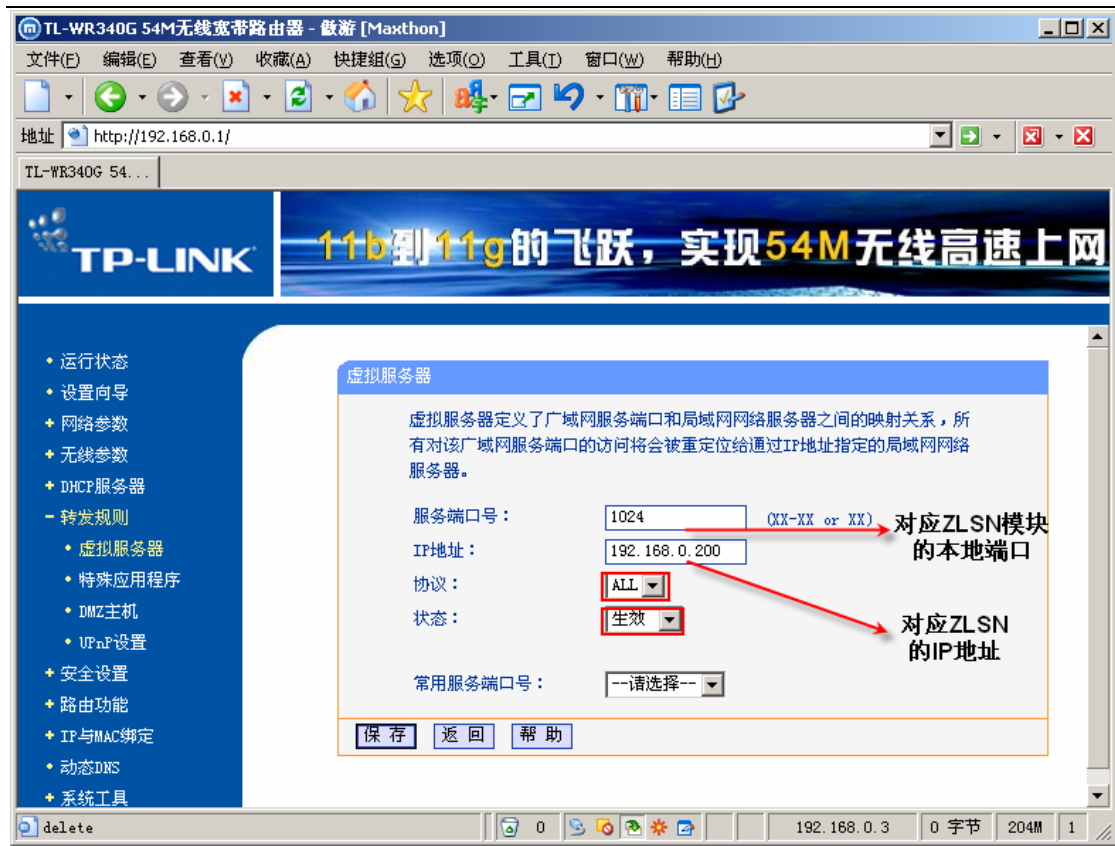 TL-WR340G 54M无线宽带路由器 - 傲游 [Maxthon]
文件(F) 编辑(E) 查看(V) 收藏(A) 快捷组(G) 选项(O) 工具(T) 窗口(W) 帮助(H)
地址 http://192.168.0.1/
TL-WR340G 54...
TP-LINK
11b到11g的飞跃，实现54M无线高速上网
运行状态
设置向导
网络参数
无线参数
DHCP服务器
转发规则
虚拟服务器
特殊应用程序
DMZ主机
UPnP设置
安全设置
路由功能
IP与MAC绑定
动态DNS
系统工具
虚拟服务器
虚拟服务器定义了广域网服务端口和局域网网络服务器之间的映射关系，所
有对该广域网服务端口的访问将会被重定位给通过IP地址指定的局域网网络
服务器。
服务端口号： 1024 (XX-XX or XX)
对应ZLSN模块
的本地端口
IP地址： 192.168.0.200
协议： ALL
状态： 生效
对应ZLSN
的IP地址
常用服务端口号： --请选择--
保 存 返 回 帮 助
delete 0 192.168.0.3 0 字节 204M 1